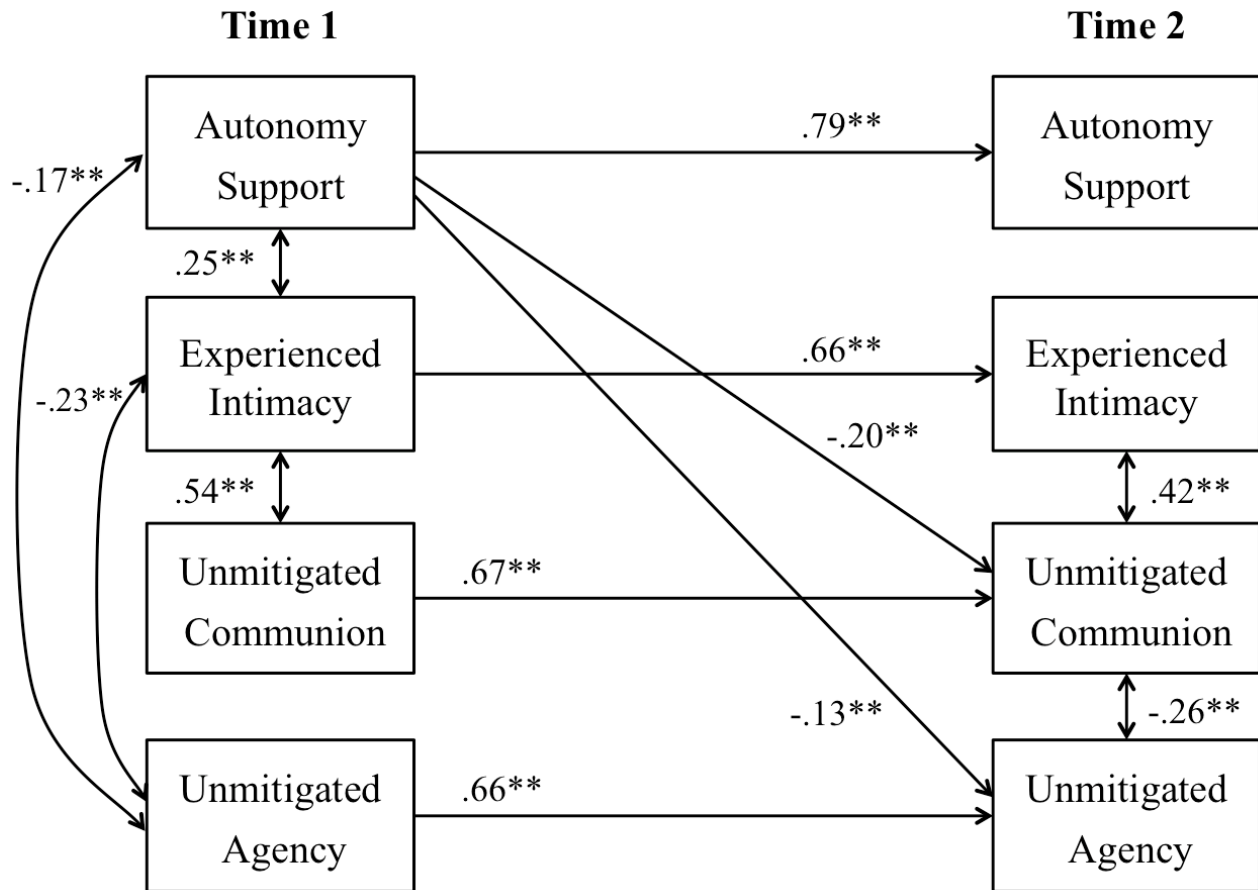 Time 1
Time 2
Autonomy
Support
.79**
Autonomy
Support
-.17**
.25**
Experienced
Intimacy
.66**
Experienced
Intimacy
-.23**
-.20**
.54**
.42**
Unmitigated
Communion
.67**
Unmitigated
Communion
-.13**
-.26**
Unmitigated
Agency
.66**
Unmitigated
Agency